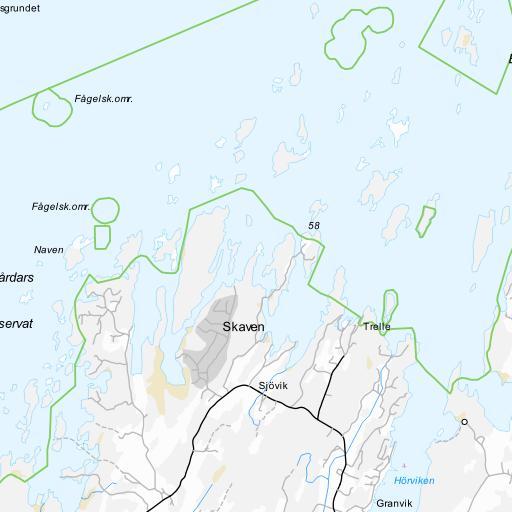 sgrundet
Fågelsk.omr.
Fågelsk.omr.
58
Naven
årdars
servat
Skaven
Trelle
Sjövik
Hörviken
Granvik